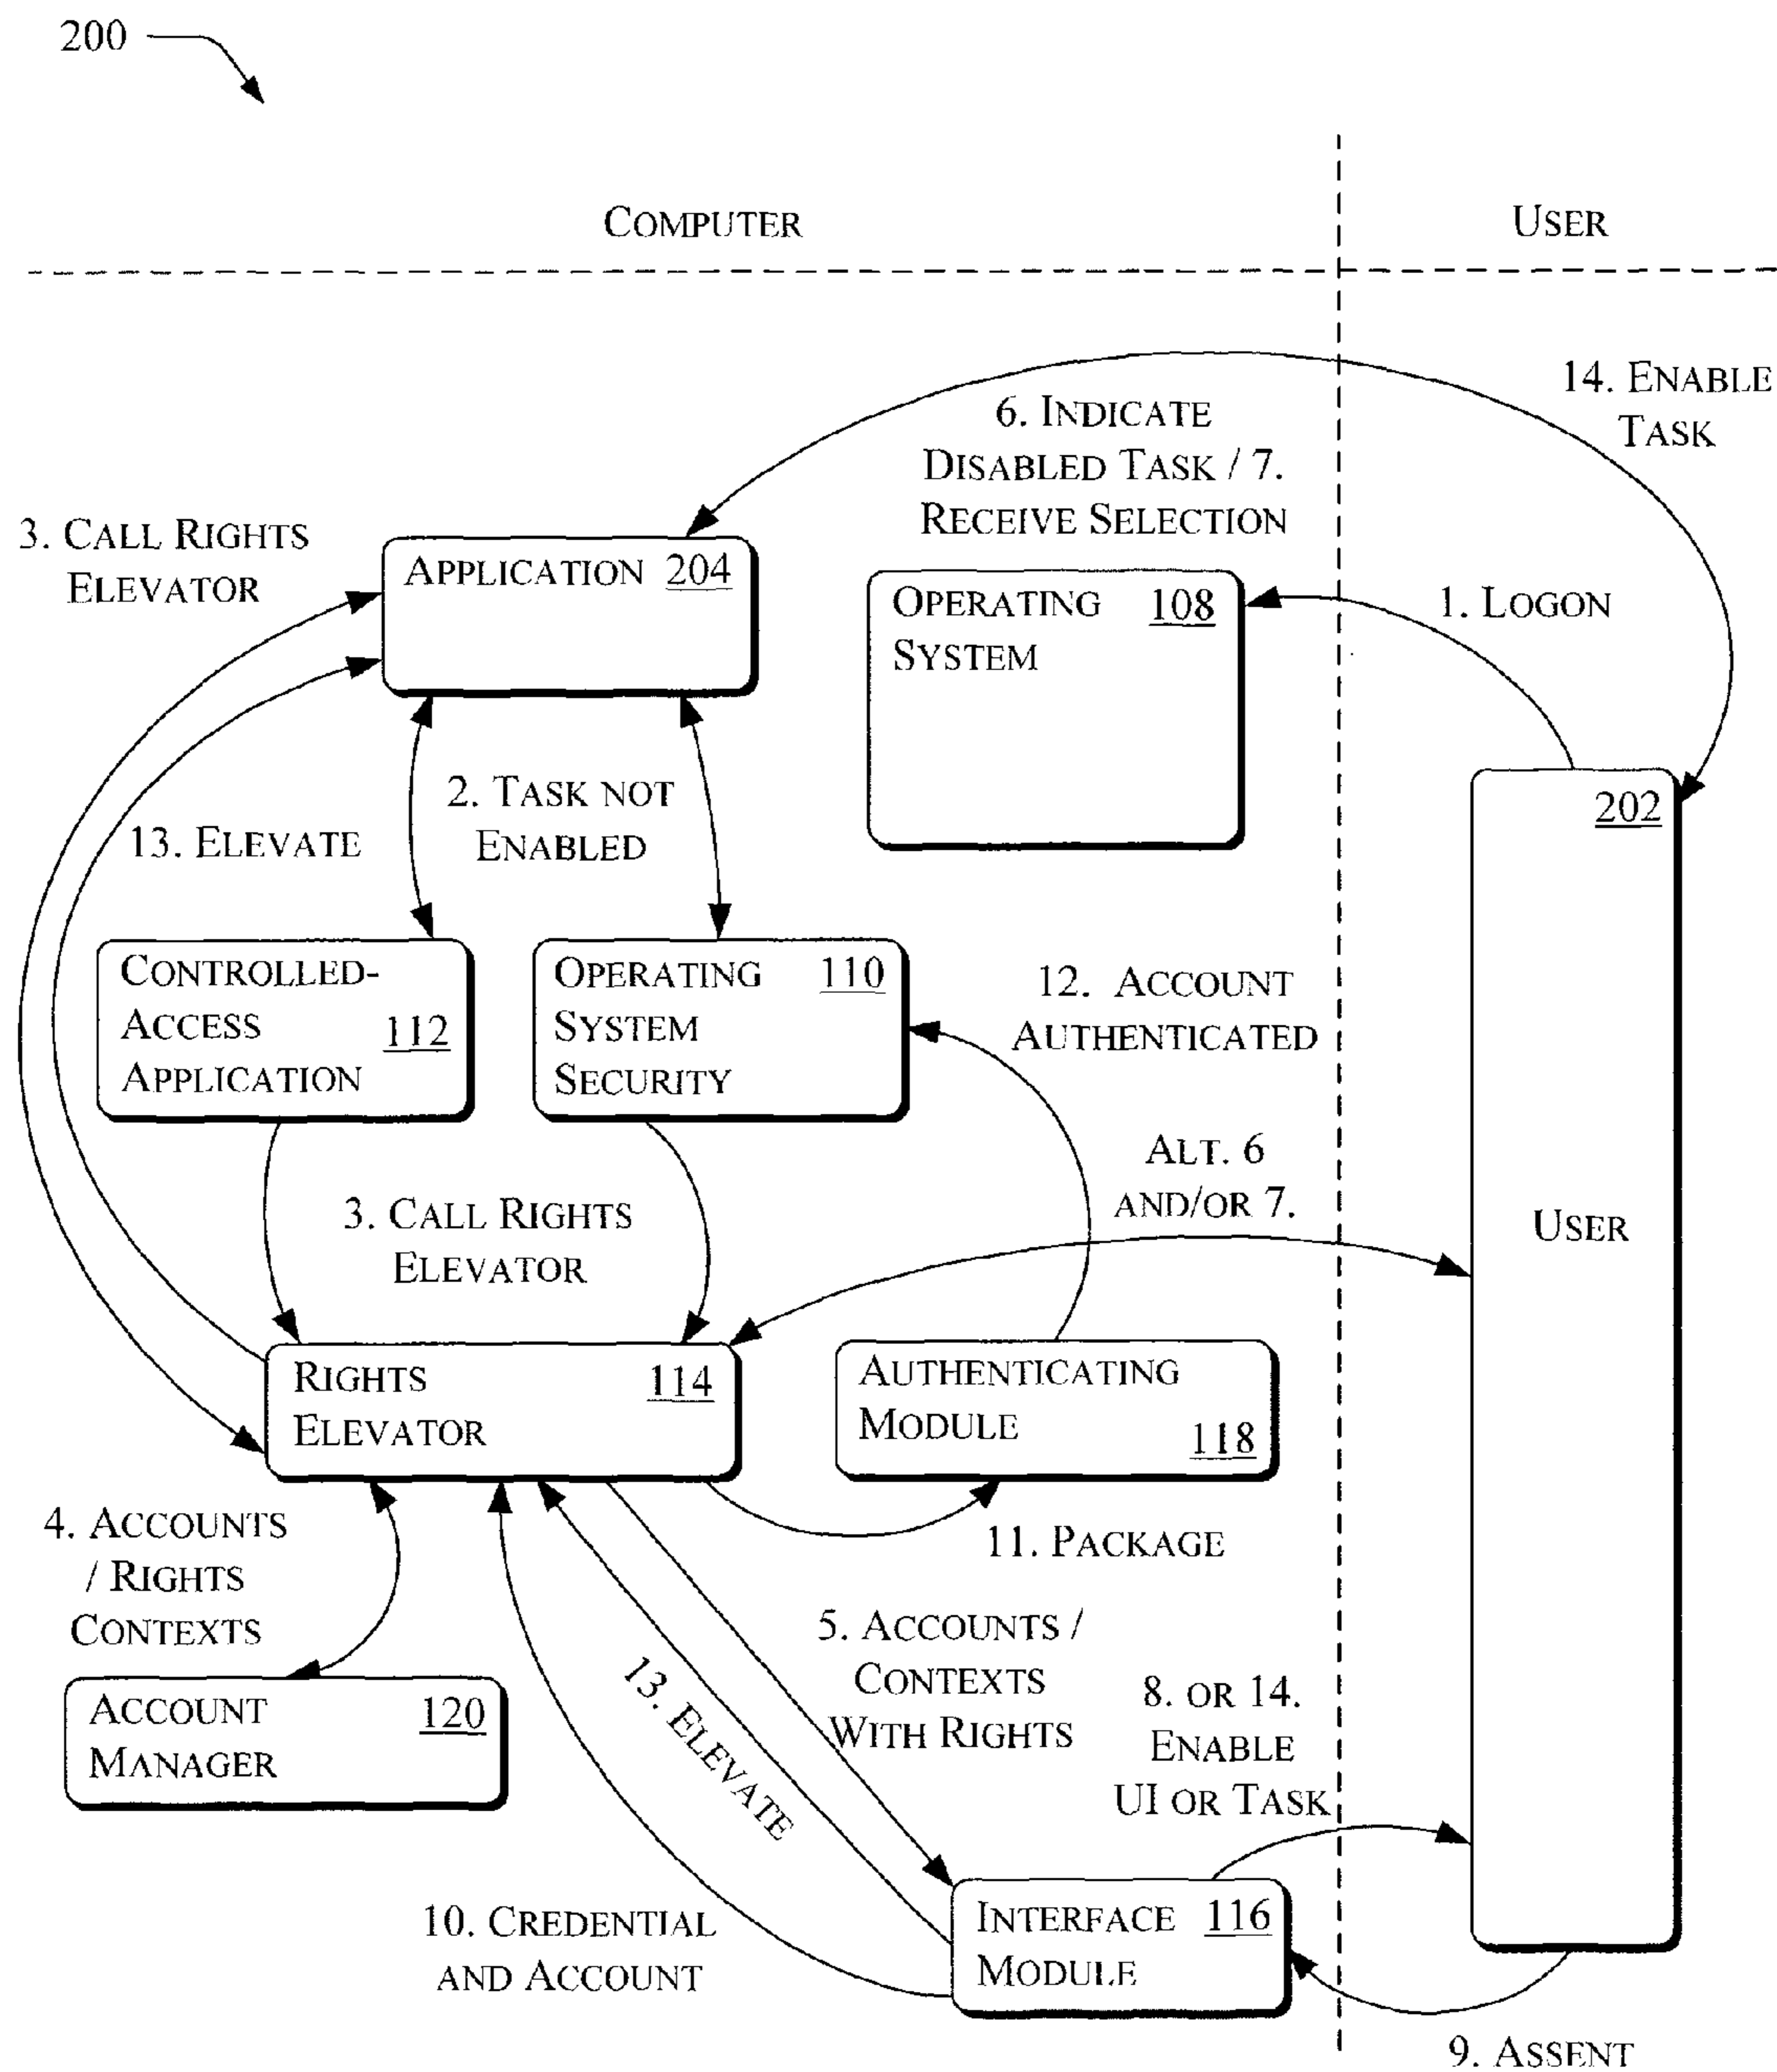 200
COMPUTER
USER
14. ENABLE
TASK
6. INDICATE
DISABLED TASK / 7.
RECEIVE SELECTION
3. CALL RIGHTS
ELEVATOR
APPLICATION 204
OPERATING 108
SYSTEM
1. LOGON
2. TASK NOT
ENABLED
13. ELEVATE
202
USER
CONTROLLED-
ACCESS 112
APPLICATION
OPERATING 110
SYSTEM
SECURITY
12. ACCOUNT
AUTHENTICATED
ALT. 6
AND/OR 7.
3. CALL RIGHTS
ELEVATOR
RIGHTS 114
ELEVATOR
AUTHENTICATING
MODULE 118
4. ACCOUNTS
/ RIGHTS
CONTEXTS
11. PACKAGE
5. ACCOUNTS /
CONTEXTS
WITH RIGHTS
13. ELEVATE
ACCOUNT 120
MANAGER
8. OR 14.
ENABLE
UI OR TASK
10. CREDENTIAL
AND ACCOUNT
INTERFACE 116
MODULE
9. ASSENT